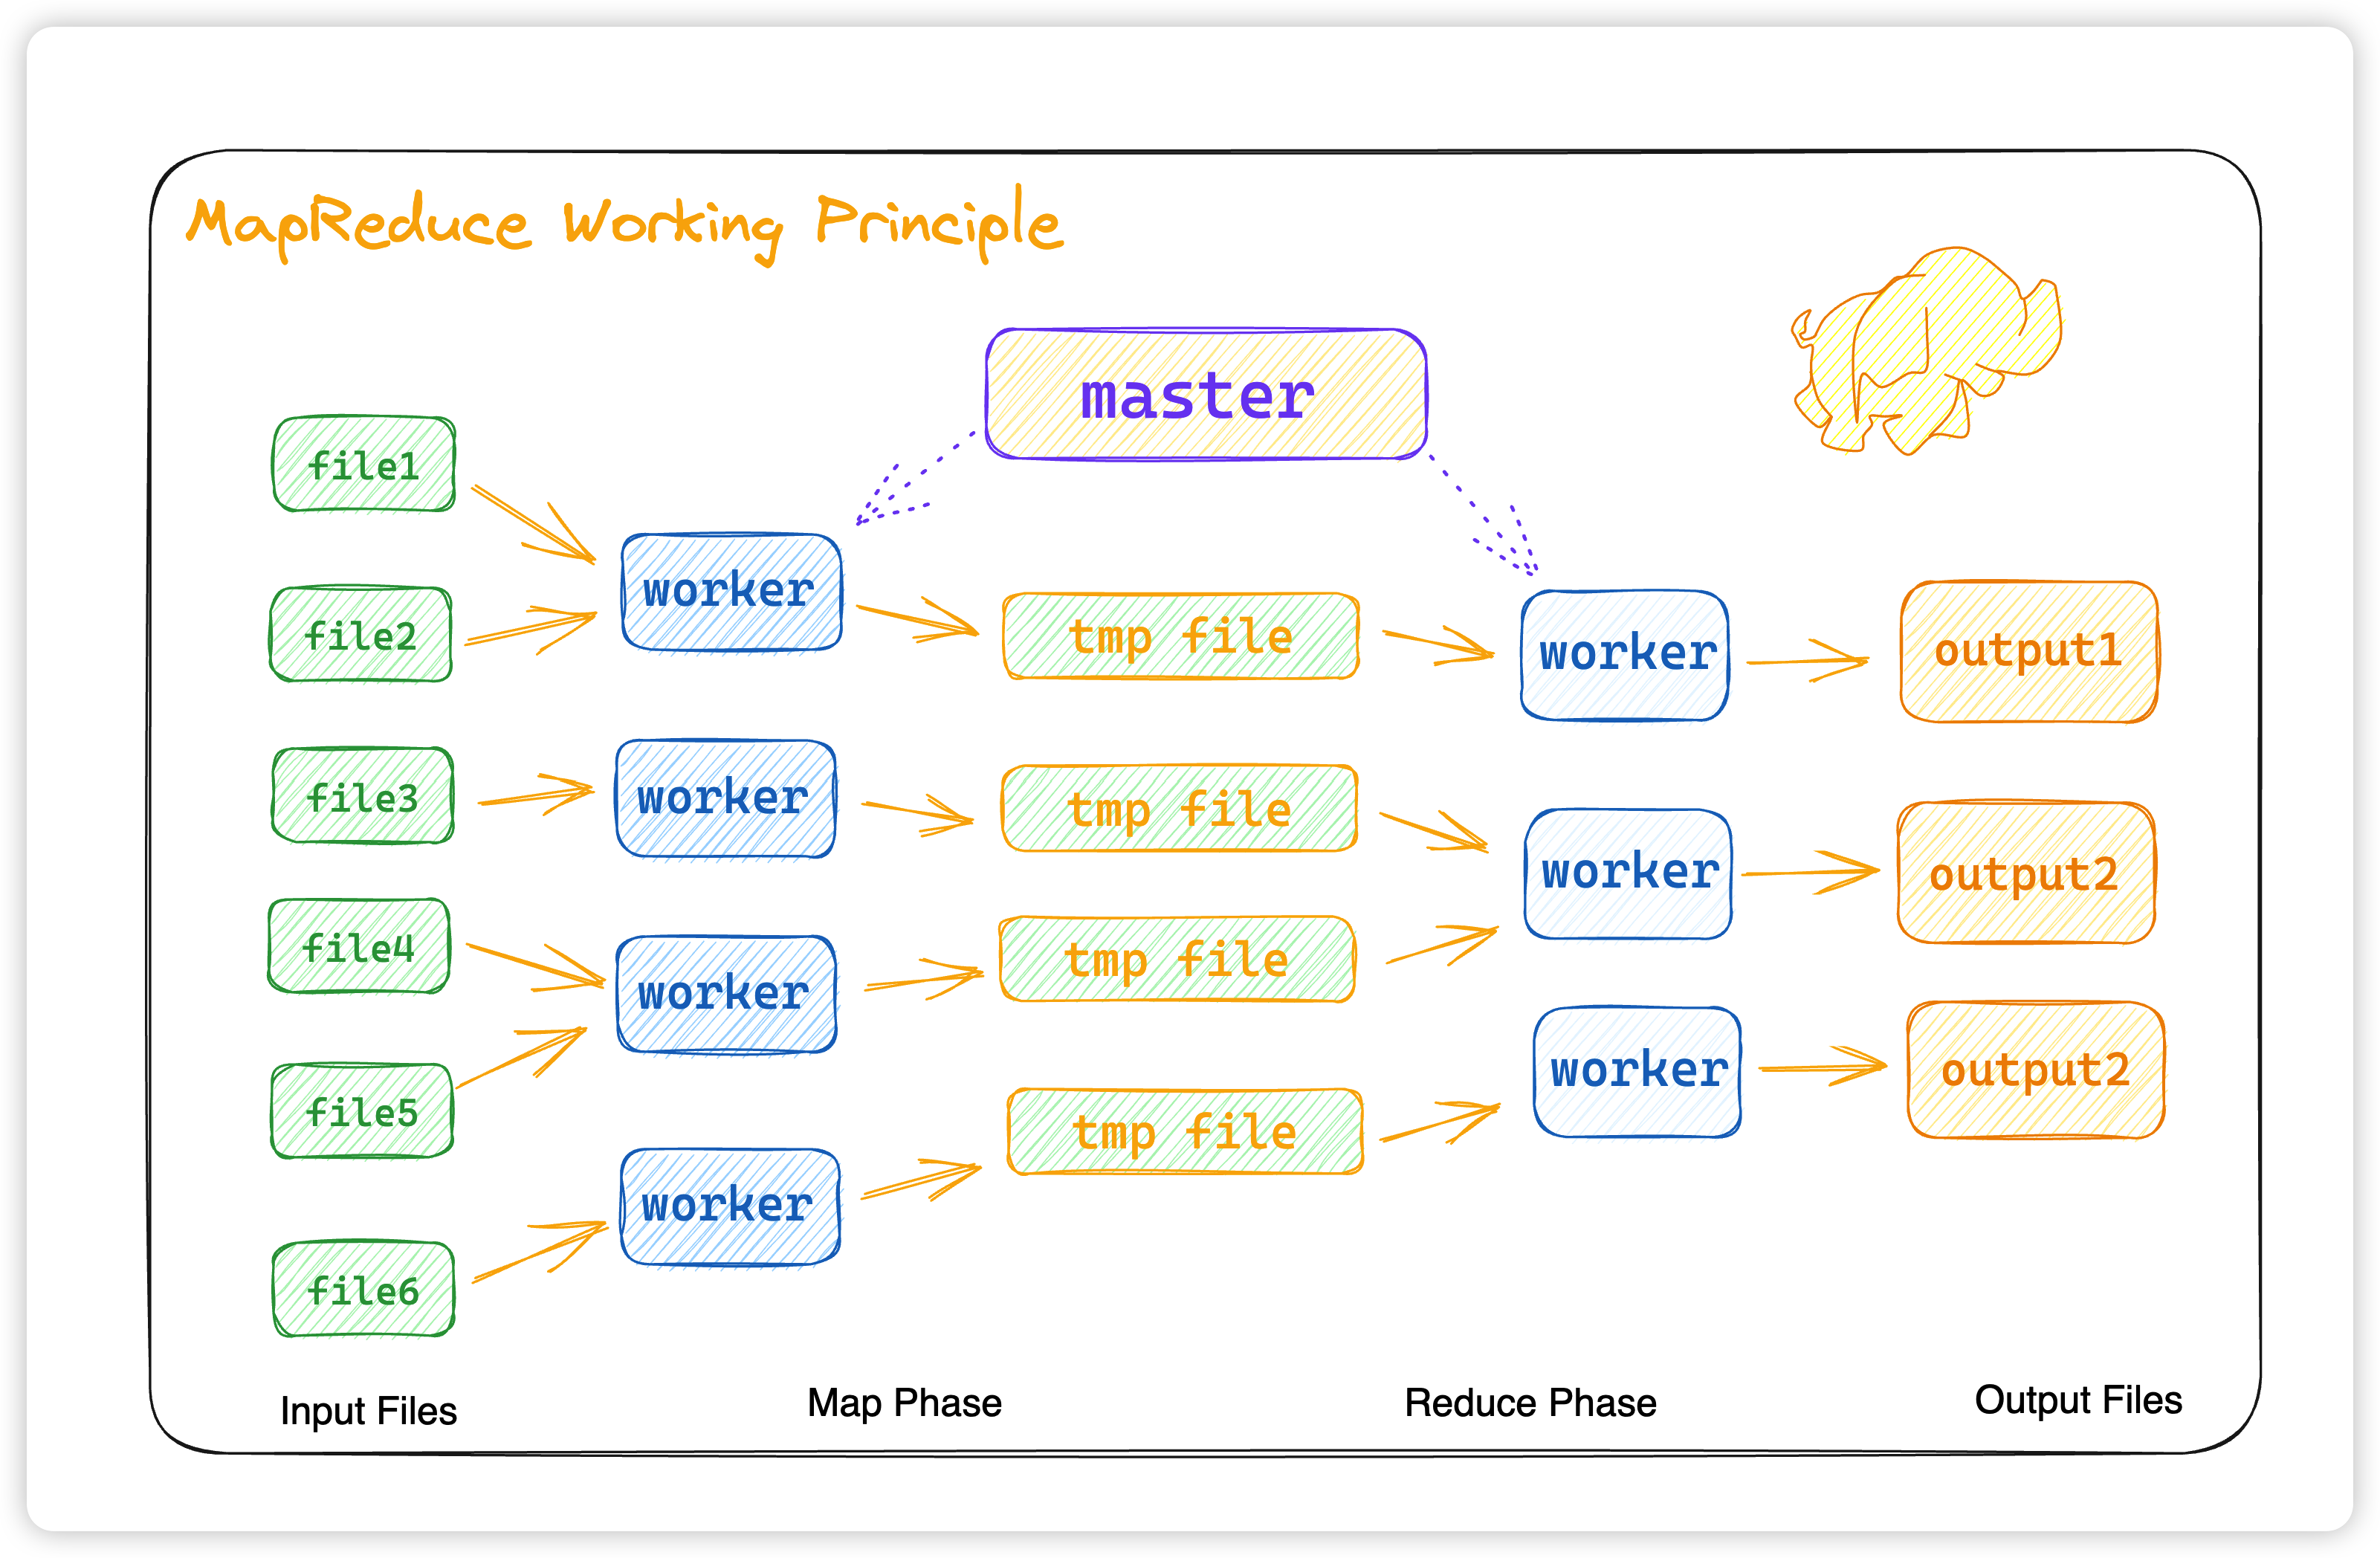 MapReduce Working Principle
master
file1
file2
file3
file4
file5
file6
worker
worker
worker
worker
tmp file
tmp file
tmp file
tmp file
worker
worker
worker
output1
output2
output2
Input Files
Map Phase
Reduce Phase
Output Files